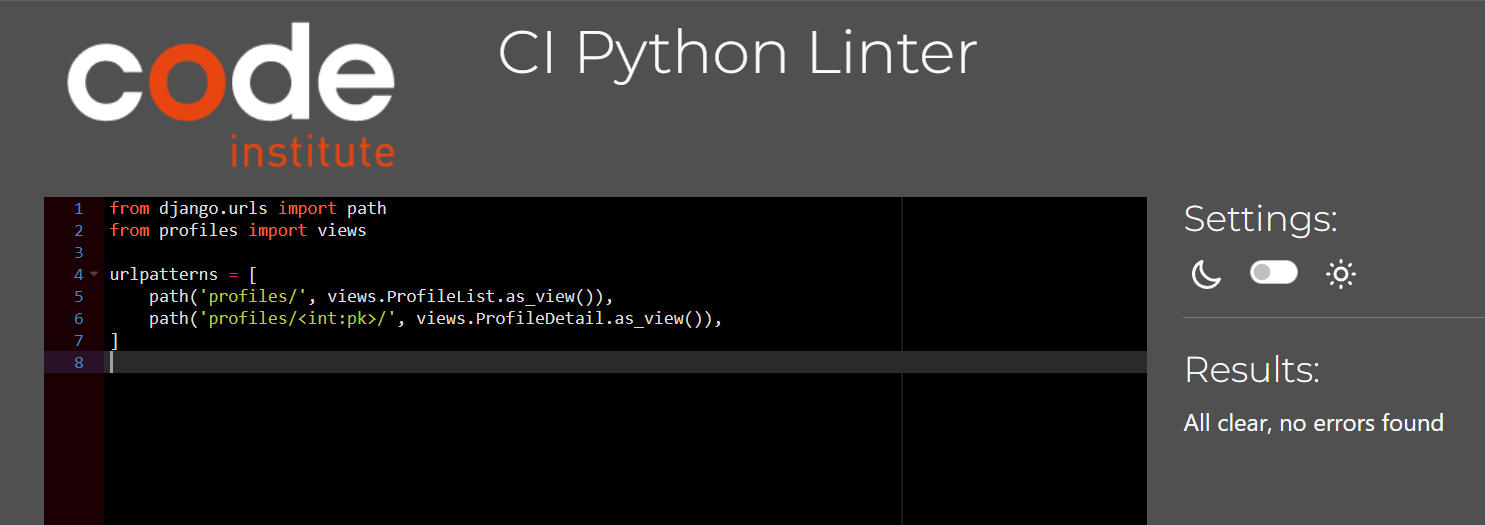 code
institute
CI Python Linter
1 from django.urls import path
2 from profiles import views
3
4 urlpatterns = [
5     path('profiles/', views.ProfileList.as_view()),
6     path('profiles/<int:pk>/', views.ProfileDetail.as_view()),
7 ]
8
Settings:
Results:
All clear, no errors found